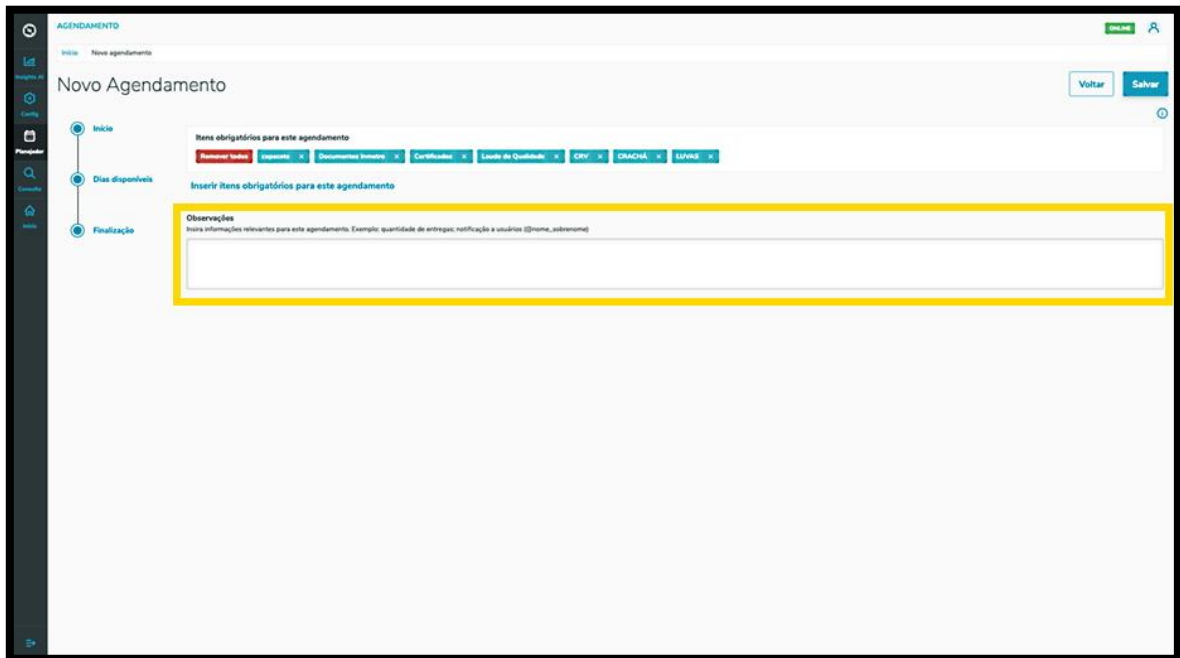 AGENDAMENTO
ONLINE
Início Novo agendamento
Insights AI
Config
Planejador
Consulta
Início
Novo Agendamento
Voltar Salvar
Início
Dias disponíveis
Finalização
Itens obrigatórios para este agendamento
Remover todos capacete × Documentos Inmetro × Certificados × Laudo de Qualidade × CRV × CRACHÁ × LUVAS ×
Inserir itens obrigatórios para este agendamento
Observações
Insira informações relevantes para este agendamento. Exemplo: quantidade de entregas; notificação a usuários (@nome_sobrenome)